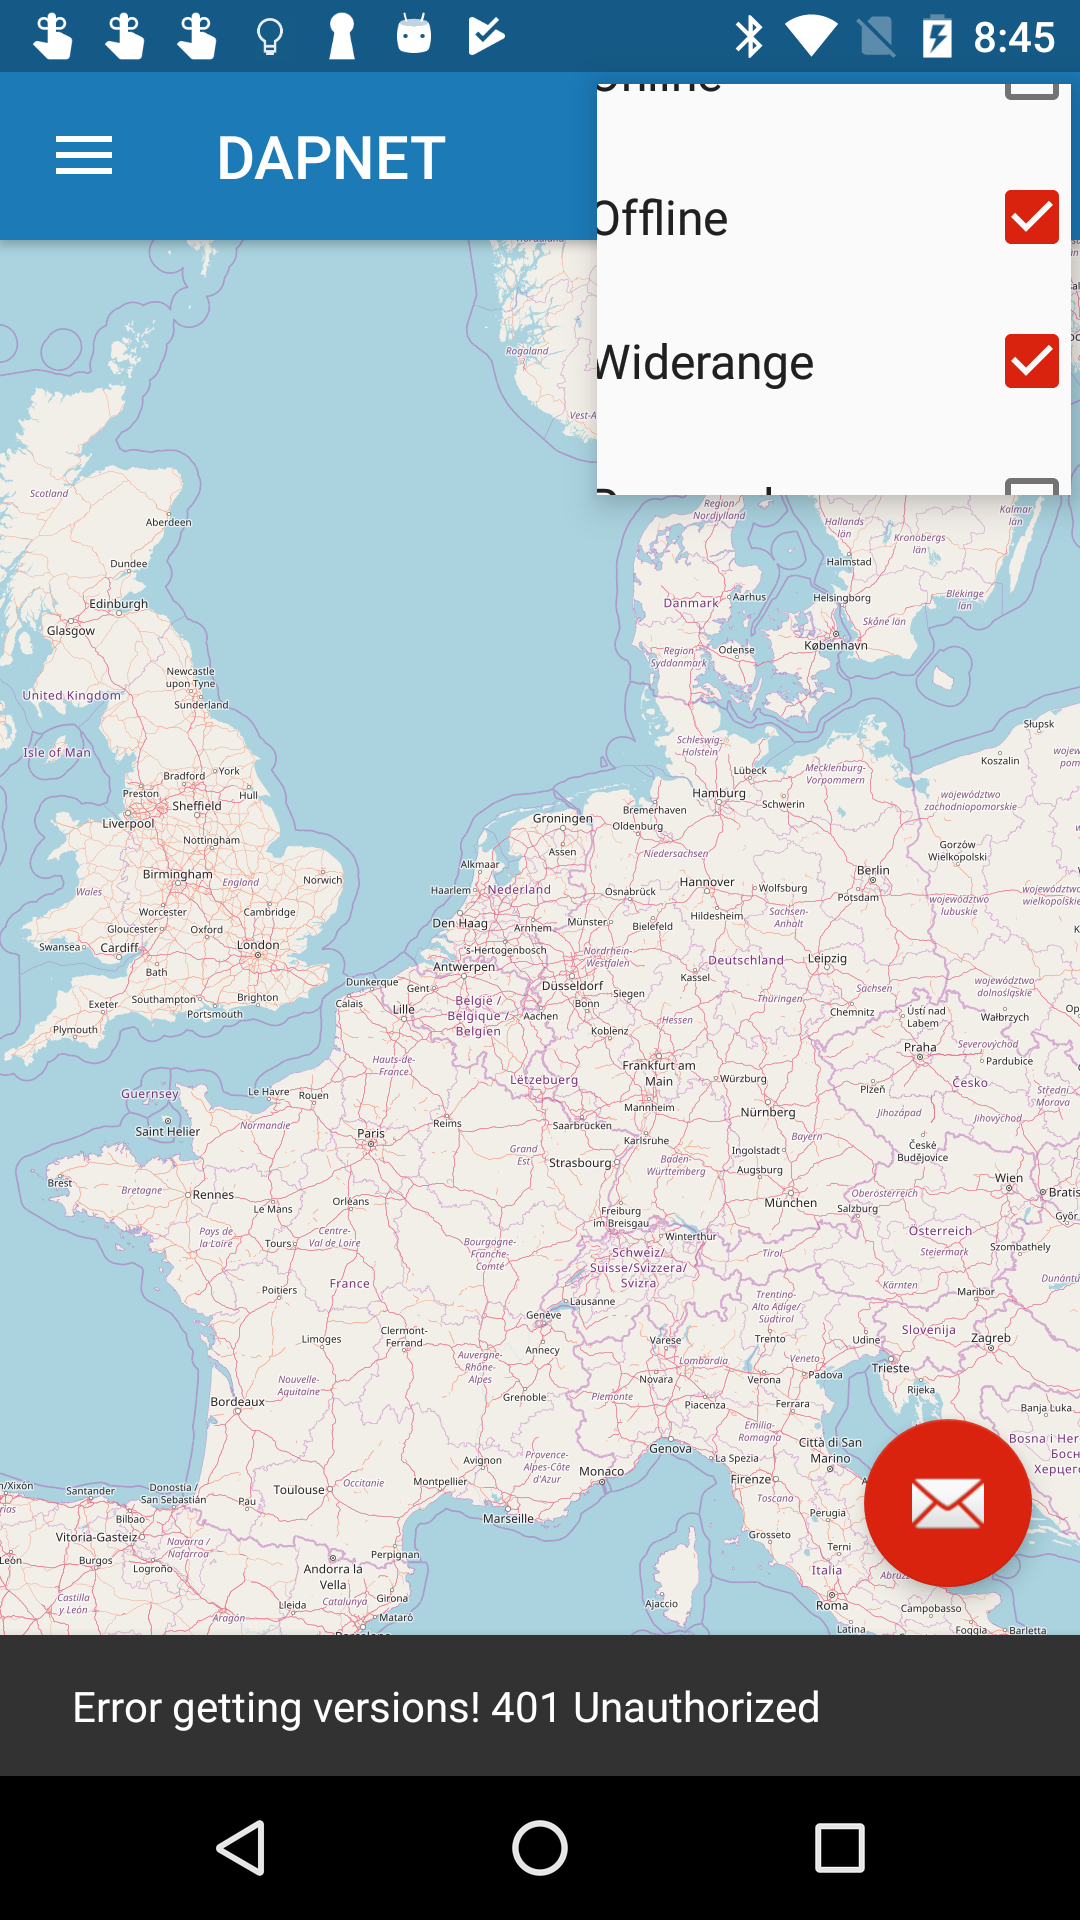 8:45
DAPNET
Online
Offline
Widerange
Rogaland
Vest-A
Scotland
Aberdeen
Region Nordjylland
Hallands län
Kalmar län
Kronobergs län
Dundee
Halmstad
Edinburgh
Danmark
Aarhus
Helsingborg
Blekinge län
Glasgow
Skåne län
København
Region Syddanmark
Odense
Newcastle upon Tyne
United Kingdom
Sunderland
Isle of Man
Słupsk
Schleswig-Holstein
Koszalin
Bradford
York
Lübeck
Mecklenburg-Vorpommern
Preston
Hull
Hamburg
Schwerin
województwo zachodniopomorskie
Sheffield
Bremerhaven
Liverpool
Groningen
Oldenburg
Nottingham
Assen
Niedersachsen
Gorzów Wielkopolski
Birmingham
England
Norwich
Alkmaar
Berlin
Wales
Haarlem
Nederland
Osnabrück
Hannover
Wolfsburg
Potsdam
województwo lubuskie
Worcester
Cambridge
Den Haag
Arnhem
Münster
Bielefeld
Hildesheim
Sachsen-Anhalt
Gloucester
Oxford
Swansea
Cardiff
London
's-Hertogenbosch
Nordrhein-Westfalen
Deutschland
Leipzig
Bath
Antwerpen
Kassel
Dunkerque
Gent
Düsseldorf
Siegen
Sachsen
województwo dolnośląskie
Exeter
Southampton
Brighton
Calais
Lille
België / Belgique / Belgien
Bonn
Thüringen
Portsmouth
Aachen
Chemnitz
Ústí nad Labem
Wałbrzych
Plymouth
Koblenz
Hessen
Praha
Severovýchod
Hauts-de-France
Frankfurt am Main
Pardubice
Guernsey
Le Havre
Rouen
Lëtzebuerg
Würzburg
Plzeň
Česko
Střední Morava
Saint Helier
Normandie
Paris
Reims
Saarbrücken
Mannheim
Nürnberg
Jihozápad
Jihovýchod
Karlsruhe
Bayern
Grand Est
Strasbourg
Baden-Württemberg
Ingolstadt
Augsburg
České Budějovice
Brest
Bretagne
Rennes
Le Mans
Orléans
München
Oberösterreich
Wien
Salzburg
Freiburg im Breisgau
Pays de la Loire
Tours
Centre-Val de Loire
Bourgogne-Franche-Comté
Winterthur
Tirol
Österreich
Steiermark
Szombathely
Schweiz/ Suisse/Svizzera/ Svizra
France
Poitiers
Kärnten
Maribor
Lausanne
Trentino-Alto Adige/ Südtirol
Genève
Limoges
Clermont-Ferrand
Annecy
Varese
Trento
Udine
Slovenija
Zagreb
Auvergne-Rhône-Alpes
Lombardia
Veneto
Trieste
Nouvelle-Aquitaine
Grenoble
Novara
Verona
Padova
Rijeka
Bordeaux
Piemonte
Piacenza
Ferrara
Banja Luka
Emilia-Romagna
Genova
Città di San Marino
Avignon
Provence-Alpes-Côte d'Azur
Monaco
La Spezia
Firenze
Santander
Donostia / San Sebastián
Toulouse
Occitanie
Montpellier
Pau
Toscana
Bilbao
Marseille
Perugia
Vitoria-Gasteiz
Navarra / Nafarroa
Grosseto
Terni
León
Burgos
Logroño
Andorra la Vella
Perpignan
Italia
Castilla y León
Lleida
Catalunya
Girona
Ajaccio
Roma
Campobasso
Aragón
Mataró
Latina
Foggia
Barletta
Error getting versions! 401 Unauthorized